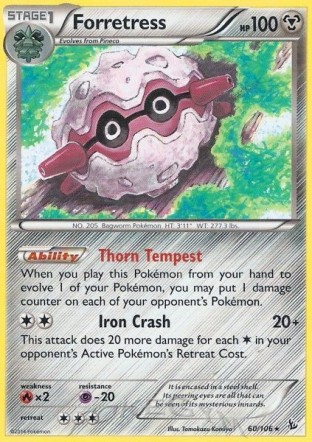 STAGE1
Forretress
HP100
Evolves from Pineco
NO. 205 Bagworm Pokémon HT: 3'11" WT: 277.3 lbs.
Ability
Thorn Tempest
When you play this Pokémon from your hand to
evolve 1 of your Pokémon, you may put 1 damage
counter on each of your opponent's Pokémon.
Iron Crash
20+
This attack does 20 more damage for each in your
opponent's Active Pokémon's Retreat Cost.
weakness
resistance
×2
-20
retreat
It is encased in a steel shell.
Its peering eyes are all that can
be seen of its mysterious innards.
©2014 Pokémon
Illus. Tomokazu Komiya
60/106 ★